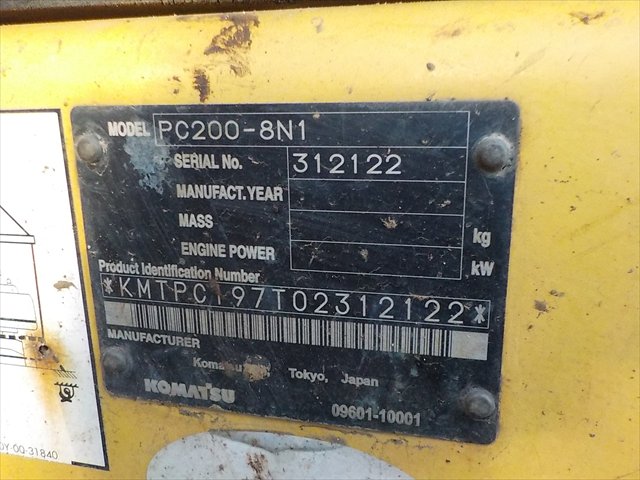 MODEL PC200-8N1
SERIAL No. 312122
MANUFACT. YEAR
MASS kg
ENGINE POWER kW
Product Identification Number
*KMTPC197T02312122*
MANUFACTURER
Tokyo, Japan
KOMATSU
09601-10001